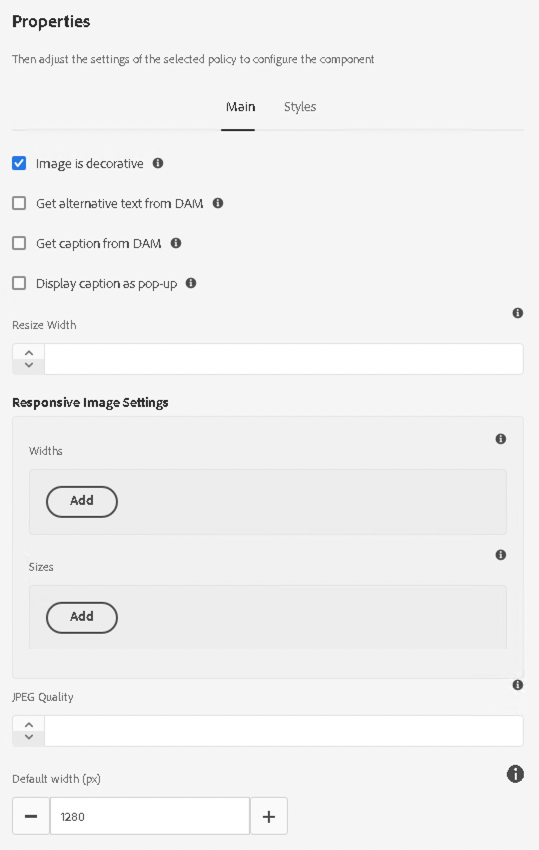 Properties
Then adjust the settings of the selected policy to configure the component
Main Styles
Image is decorative
Get alternative text from DAM
Get caption from DAM
Display caption as pop-up
Resize Width
Responsive Image Settings
Widths
Add
Sizes
Add
JPEG Quality
Default width (px)
1280